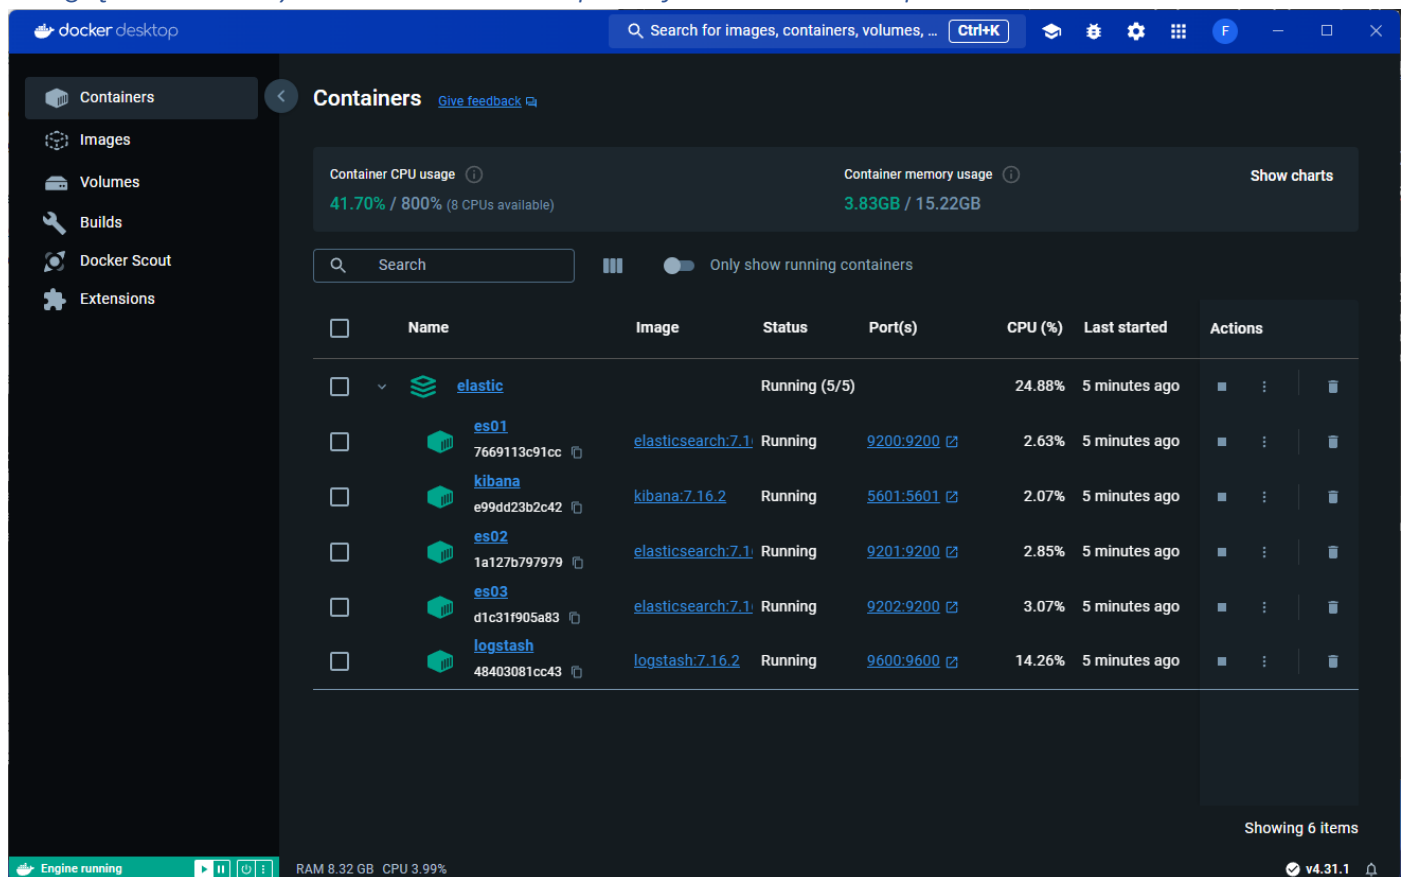 docker desktop
Search for images, containers, volumes, ... Ctrl+K
F
Containers
Images
Volumes
Builds
Docker Scout
Extensions
Containers Give feedback
Container CPU usage
41.70% / 800% (8 CPUs available)
Container memory usage
3.83GB / 15.22GB
Show charts
Search
Only show running containers
Name Image Status Port(s) CPU (%) Last started Actions
elastic Running (5/5) 24.88% 5 minutes ago
es01
7669113c91cc
elasticsearch:7.1 Running 9200:9200 2.63% 5 minutes ago
kibana
e99dd23b2c42
kibana:7.16.2 Running 5601:5601 2.07% 5 minutes ago
es02
1a127b797979
elasticsearch:7.1 Running 9201:9200 2.85% 5 minutes ago
es03
d1c31f905a83
elasticsearch:7.1 Running 9202:9200 3.07% 5 minutes ago
logstash
48403081cc43
logstash:7.16.2 Running 9600:9600 14.26% 5 minutes ago
Showing 6 items
Engine running
RAM 8.32 GB CPU 3.99%
v4.31.1